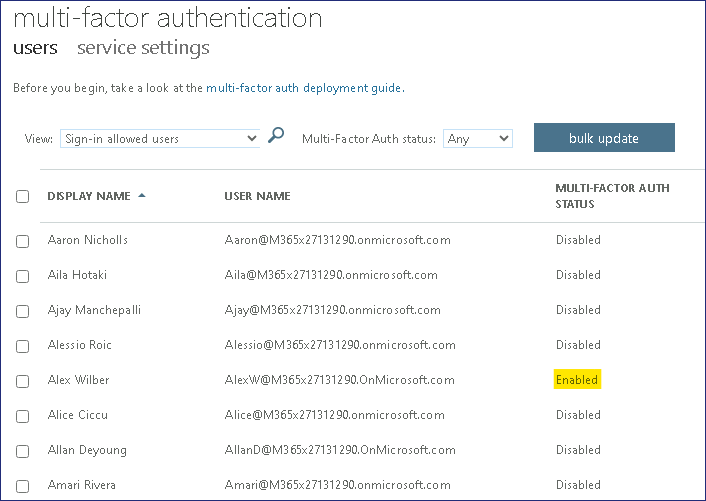 multi-factor authentication
users service settings
Before you begin, take a look at the multi-factor auth deployment guide.
View: Sign-in allowed users Multi-Factor Auth status: Any bulk update
DISPLAY NAME USER NAME MULTI-FACTOR AUTH STATUS
Aaron Nicholls Aaron@M365x27131290.onmicrosoft.com Disabled
Aila Hotaki Aila@M365x27131290.onmicrosoft.com Disabled
Ajay Manchepalli Ajay@M365x27131290.onmicrosoft.com Disabled
Alessio Roic Alessio@M365x27131290.onmicrosoft.com Disabled
Alex Wilber AlexW@M365x27131290.OnMicrosoft.com Enabled
Alice Ciccu Alice@M365x27131290.onmicrosoft.com Disabled
Allan Deyoung AllanD@M365x27131290.OnMicrosoft.com Disabled
Amari Rivera Amari@M365x27131290.onmicrosoft.com Disabled